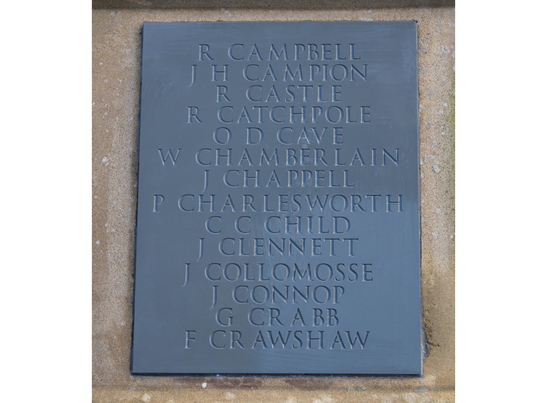 R CAMPBELL
J H CAMPION
R CASTLE
R CATCHPOLE
O D CAVE
W CHAMBERLAIN
J CHAPPELL
P CHARLESWORTH
C C CHILD
J CLENNETT
J COLLOMOSSE
J CONNOP
G CRABB
F CRAWSHAW